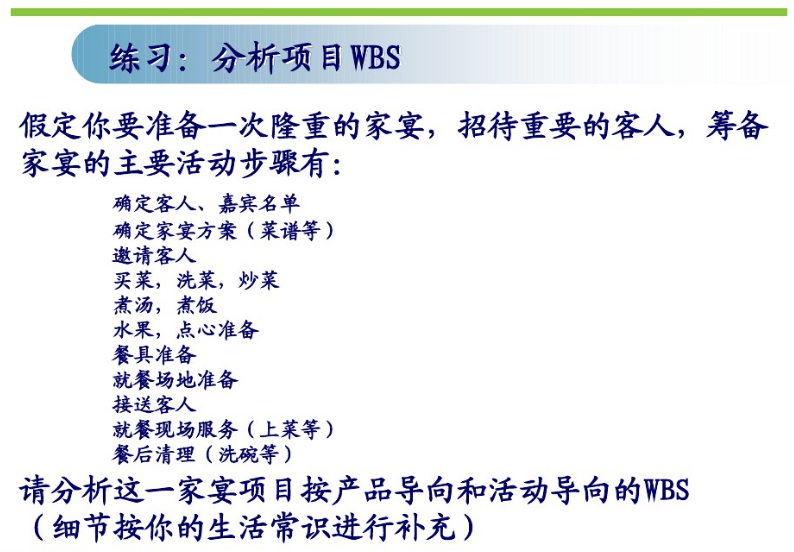 练习：分析项目WBS
假定你要准备一次隆重的家宴，招待重要的客人，筹备
家宴的主要活动步骤有：
确定客人、嘉宾名单
确定家宴方案（菜谱等）
邀请客人
买菜，洗菜，炒菜
煮汤，煮饭
水果，点心准备
餐具准备
就餐场地准备
接送客人
就餐现场服务（上菜等）
餐后清理（洗碗等）
请分析这一家宴项目按产品导向和活动导向的WBS
（细节按你的生活常识进行补充）